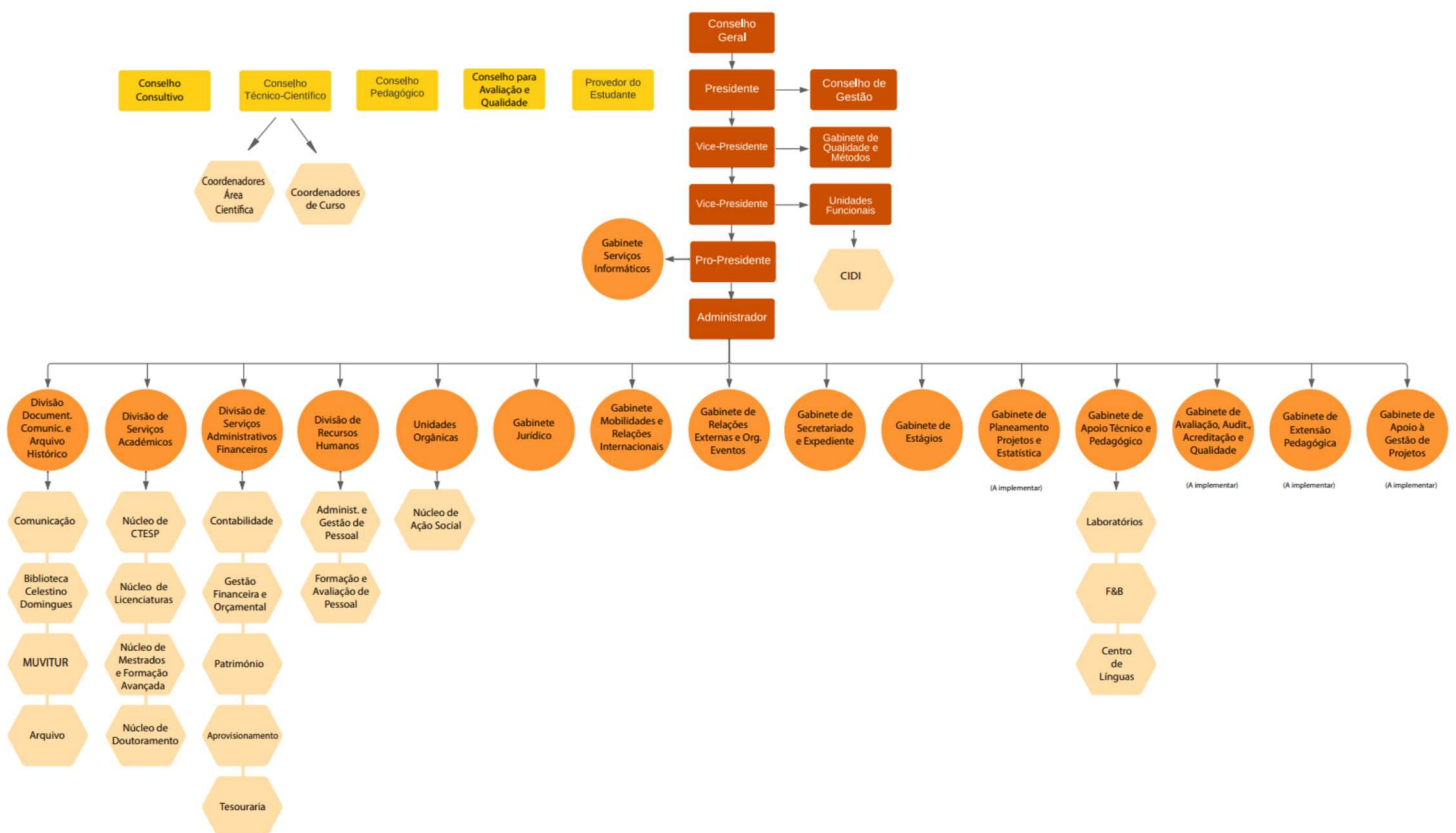 Conselho
Geral
Conselho
Consultivo
Conselho
Técnico-Científico
Conselho
Pedagógico
Conselho para
Avaliação e
Qualidade
Provedor do
Estudante
Presidente
Conselho de
Gestão
Vice-Presidente
Gabinete de
Qualidade e
Métodos
Coordenadores
Área
Científica
Coordenadores
de Curso
Vice-Presidente
Unidades
Funcionais
Gabinete
Serviços
Informáticos
Pro-Presidente
CIDI
Administrador
Divisão
Document.
Comunic. e
Arquivo
Histórico
Divisão de
Serviços
Académicos
Divisão de
Serviços
Administrativos
Financeiros
Divisão de
Recursos
Humanos
Unidades
Orgânicas
Gabinete
Jurídico
Gabinete
Mobilidades e
Relações
Internacionais
Gabinete de
Relações
Externas e Org.
Eventos
Gabinete de
Secretariado
e Expediente
Gabinete
de Estágios
Gabinete de
Planeamento
Projetos e
Estatística
(A implementar)
Gabinete de
Apoio Técnico e
Pedagógico
Gabinete de
Avaliação, Audit.,
Acreditação e
Qualidade
(A implementar)
Gabinete de
Extensão
Pedagógica
(A implementar)
Gabinete de
Apoio à
Gestão de
Projetos
(A implementar)
Comunicação
Núcleo de
CTESP
Contabilidade
Administ. e
Gestão de
Pessoal
Núcleo de
Ação Social
Laboratórios
Biblioteca
Celestino
Domingues
Núcleo de
Licenciaturas
Gestão
Financeira e
Orçamental
Formação e
Avaliação de
Pessoal
F&B
MUVITUR
Núcleo de
Mestrados
e Formação
Avançada
Património
Centro
de
Línguas
Arquivo
Núcleo de
Doutoramento
Aprovisionamento
Tesouraria